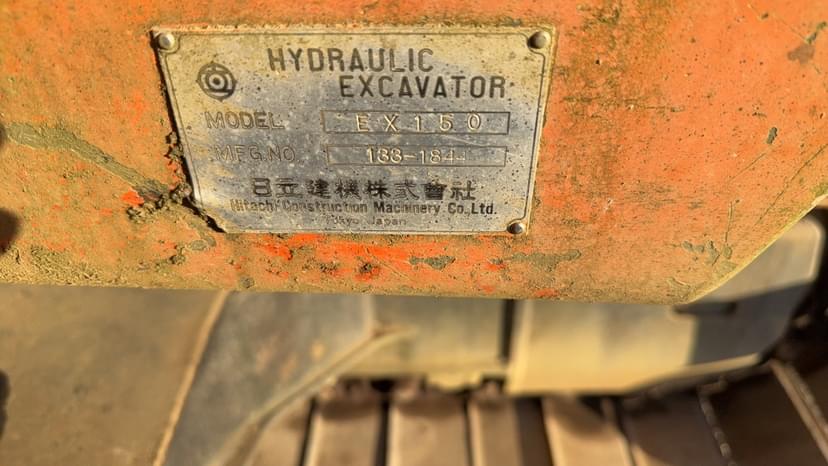 HYDRAULIC
EXCAVATOR
MODEL EX150
MFG.NO. 133-1844
日立建機株式會社
Hitachi Construction Machinery Co.,Ltd.
Tokyo Japan